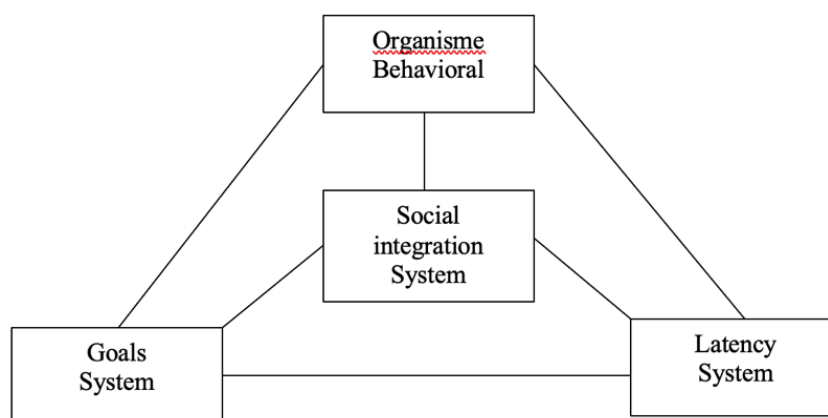 Organisme
Behavioral
Social
integration
System
Goals
System
Latency
System